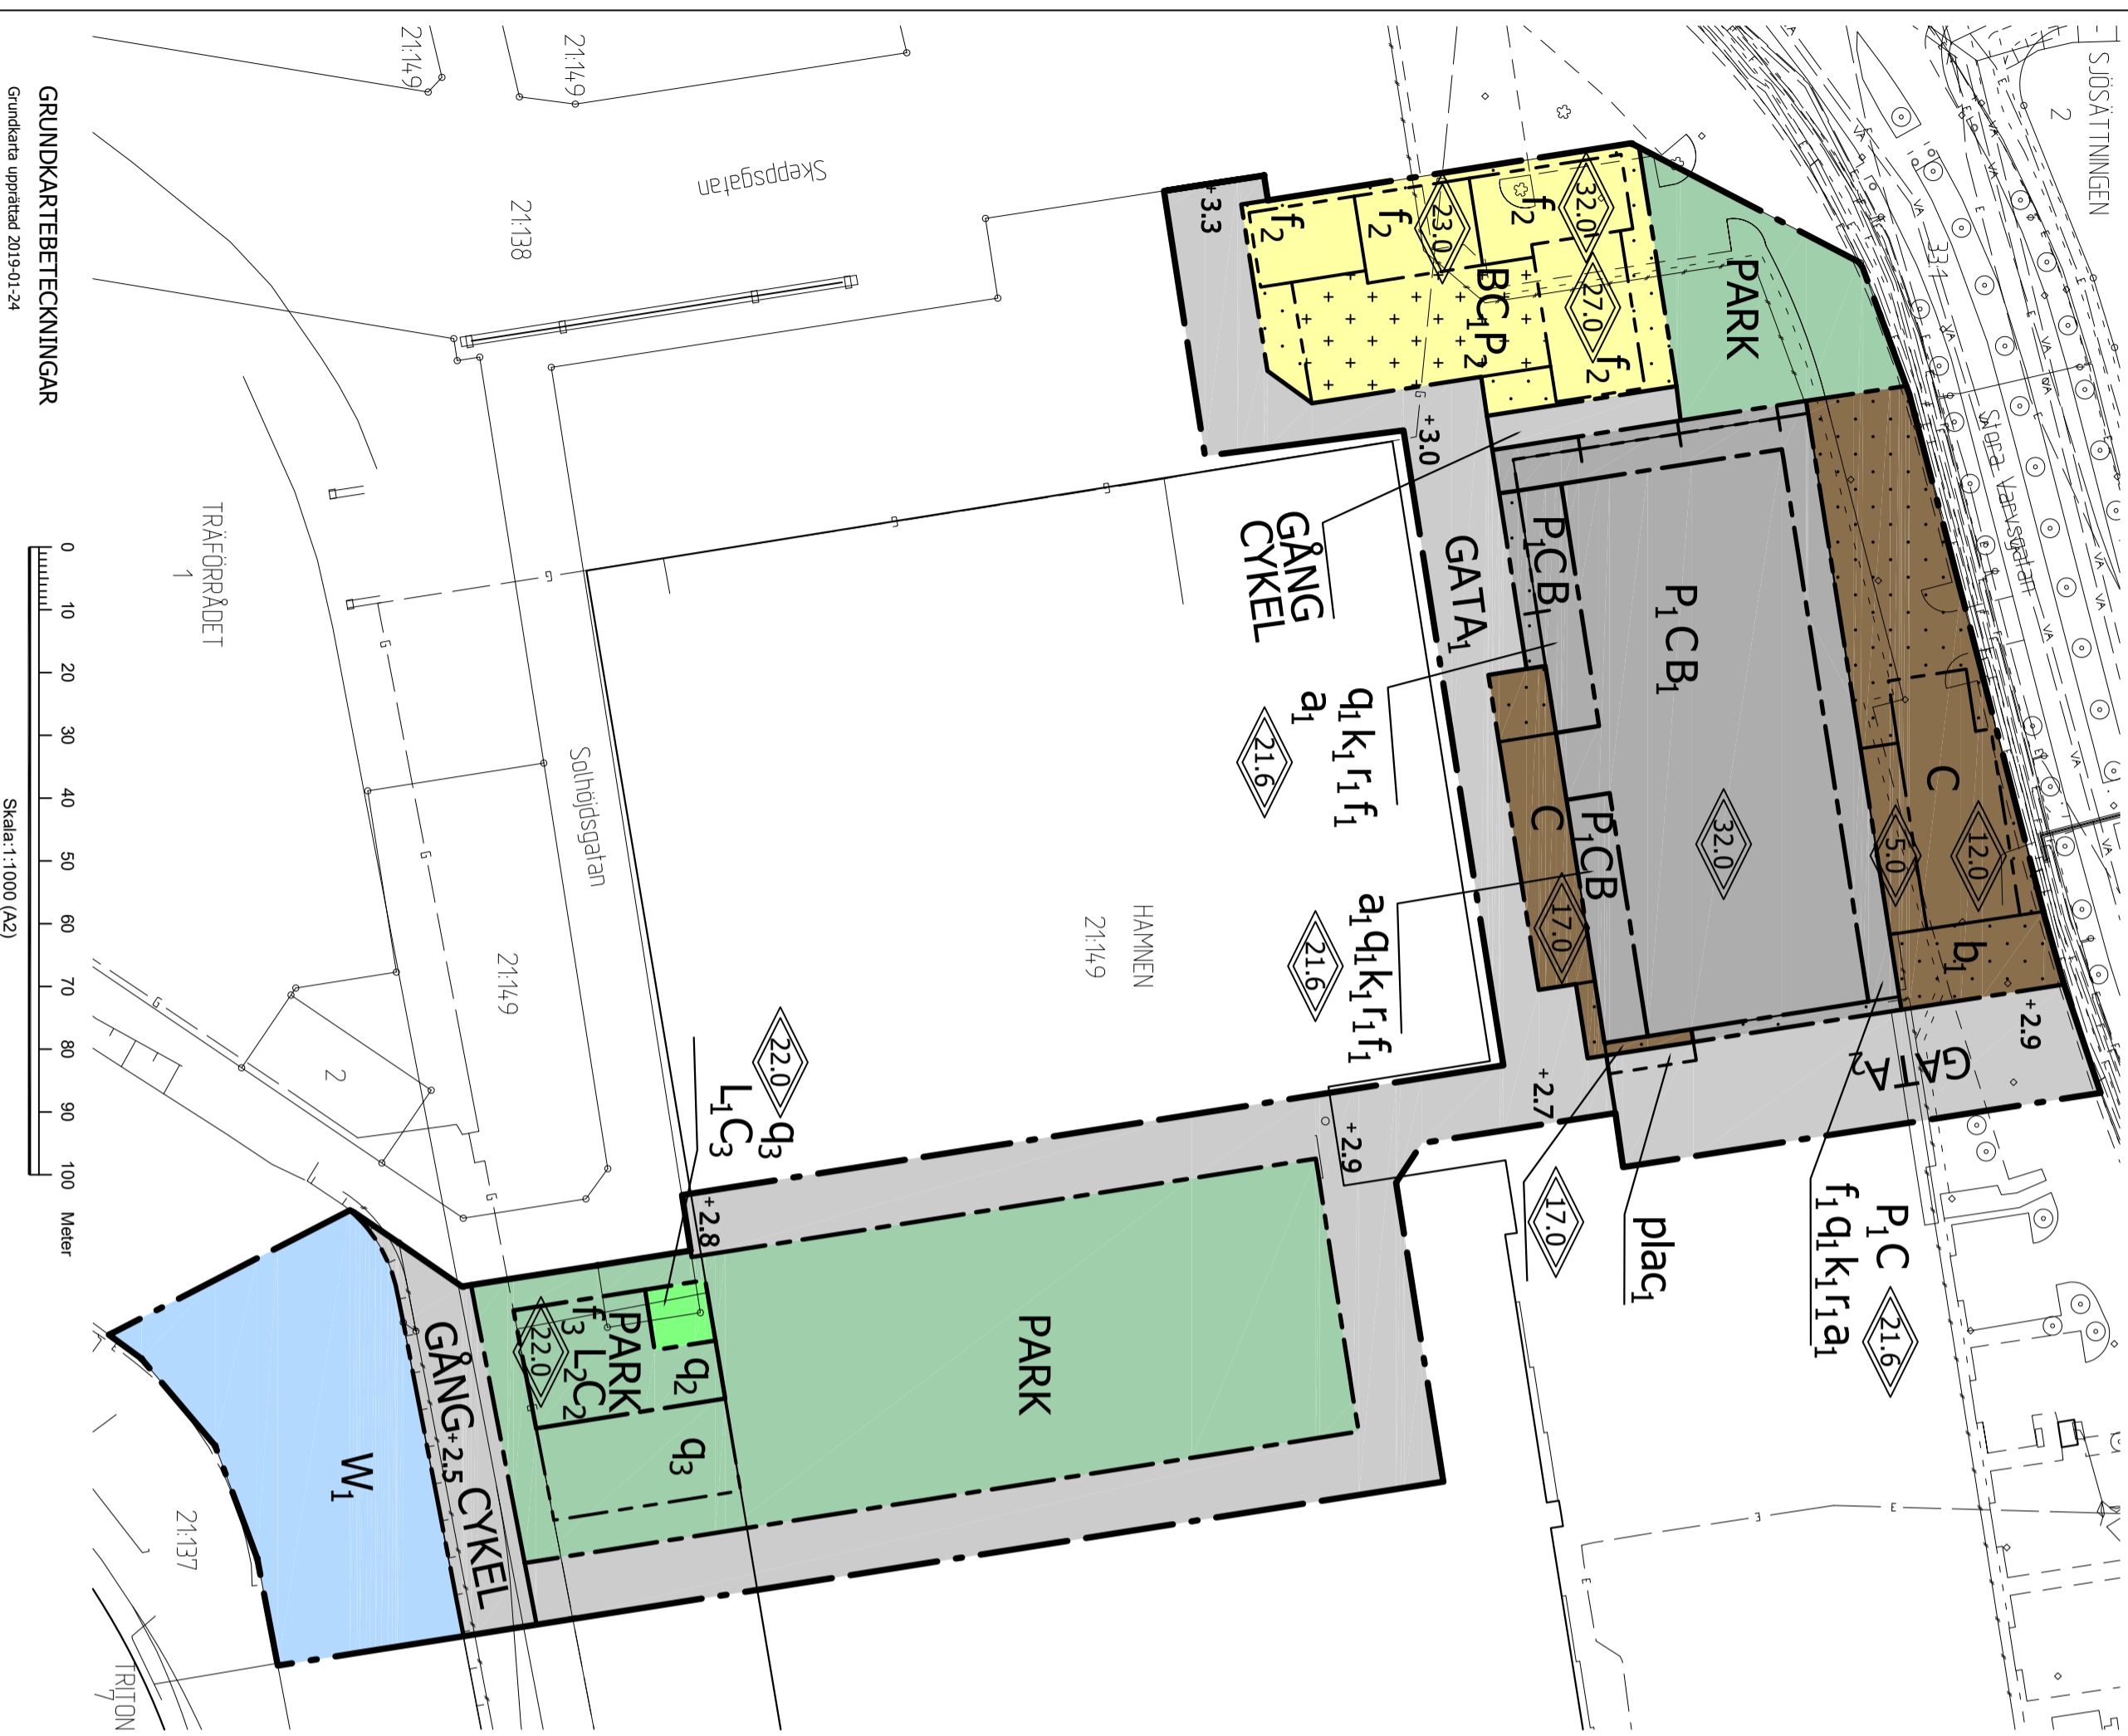 SJÖSÄTTNINGEN
2
331
Stora Varvsgatan
PARK
f2
32.0
27.0
f2
23.0
f2
f2
BC1P2
+3.3
+3.0
C
12.0
5.0
b1
+2.9
GATA2
P1CB1
32.0
P1CB1
P1CB
C
17.0
GATA1
GÅNG
CYKEL
q1k1r1f1
a1
21.6
a1q1k1r1f1
21.6
+2.7
17.0
plac1
P1C
21.6
f1q1k1r1a1
+2.9
HAMNEN
21:149
22.0
q3
L1C3
+2.8
PARK
q2
q3
PARK
f3 L2C2
22.0
GÅNG +2.5 CYKEL
W1
21:137
TRITON
7
Skeppsgatan
21:138
21:149
21:149
Solhöjdsgatan
21:149
2
TRÄFÖRRÅDET
1
GRUNDKARTEBETECKNINGAR
Grundkarta upprättad 2019-01-24
0 10 20 30 40 50 60 70 80 90 100 Meter
Skala:1:1000 (A2)